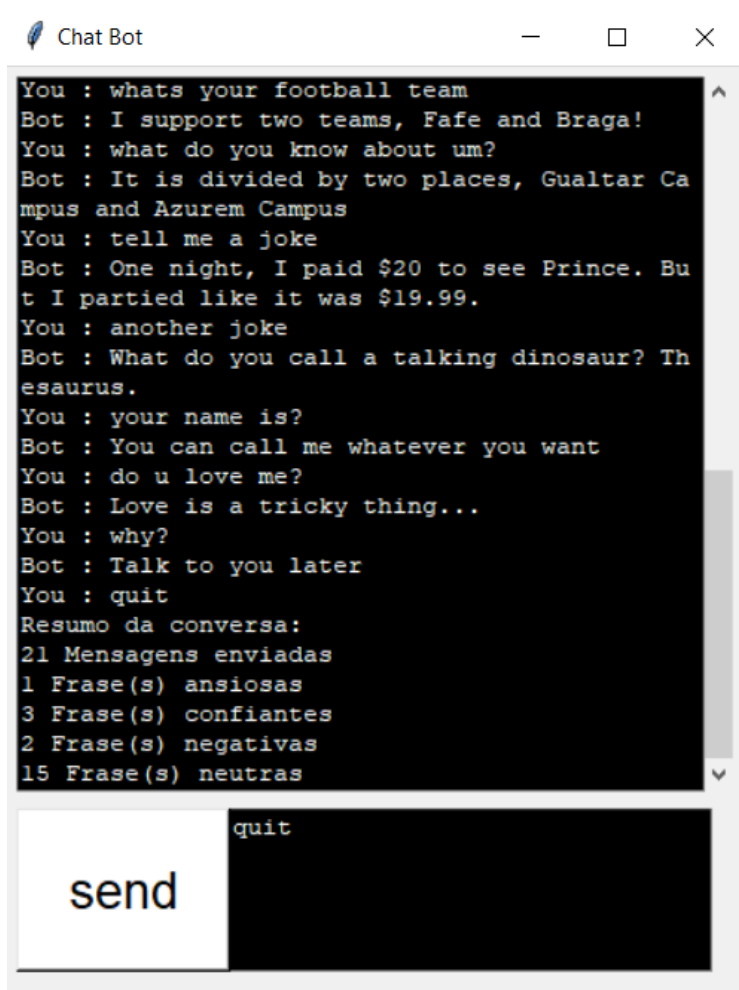 Chat Bot
You : whats your football team
Bot : I support two teams, Fafe and Braga!
You : what do you know about um?
Bot : It is divided by two places, Gualtar Ca
mpus and Azurem Campus
You : tell me a joke
Bot : One night, I paid $20 to see Prince. Bu
t I partied like it was $19.99.
You : another joke
Bot : What do you call a talking dinosaur? Th
esaurus.
You : your name is?
Bot : You can call me whatever you want
You : do u love me?
Bot : Love is a tricky thing...
You : why?
Bot : Talk to you later
You : quit
Resumo da conversa:
21 Mensagens enviadas
1 Frase(s) ansiosas
3 Frase(s) confiantes
2 Frase(s) negativas
15 Frase(s) neutras
send
quit